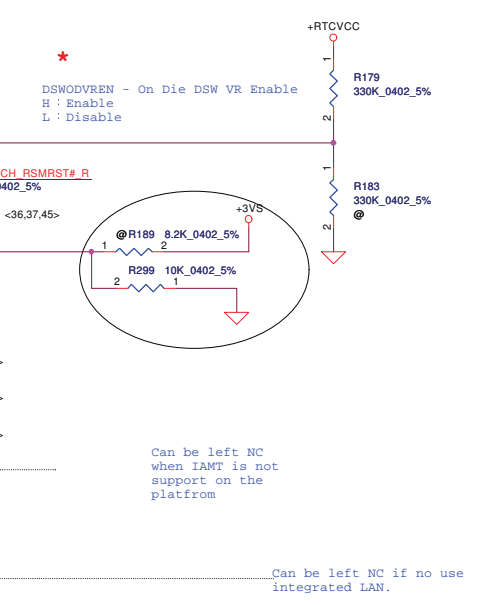 +RTCVCC
*
1
R179
330K_0402_5%
DSWODVREN - On Die DSW VR Enable
H : Enable
L : Disable
2
1
CH_RSMRST#_R
402_5%
R183
330K_0402_5%
@
<36,37,45>
2
+3VS
@R189 8.2K_0402_5%
1 2
R299 10K_0402_5%
2 1
>
>
>
Can be left NC
when IAMT is not
support on the
platfrom
Can be left NC if no use
integrated LAN.